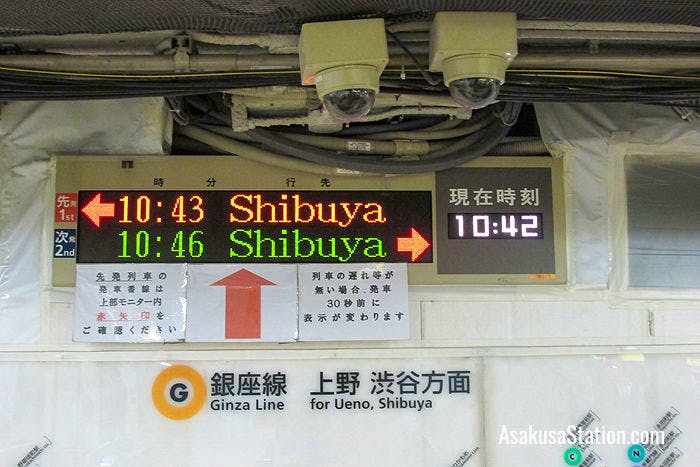 時 分 行先
先発 1st
10:43 Shibuya
次発 2nd
10:46 Shibuya
現在時刻
10:42
先発列車の
発車番線は
上部モニター内
赤矢印を
ご確認ください
列車の遅れ等が
無い場合、発車
30秒前に
表示が変わります
G
銀座線 上野 渋谷方面
Ginza Line for Ueno, Shibuya
AsakusaStation.com
C
N